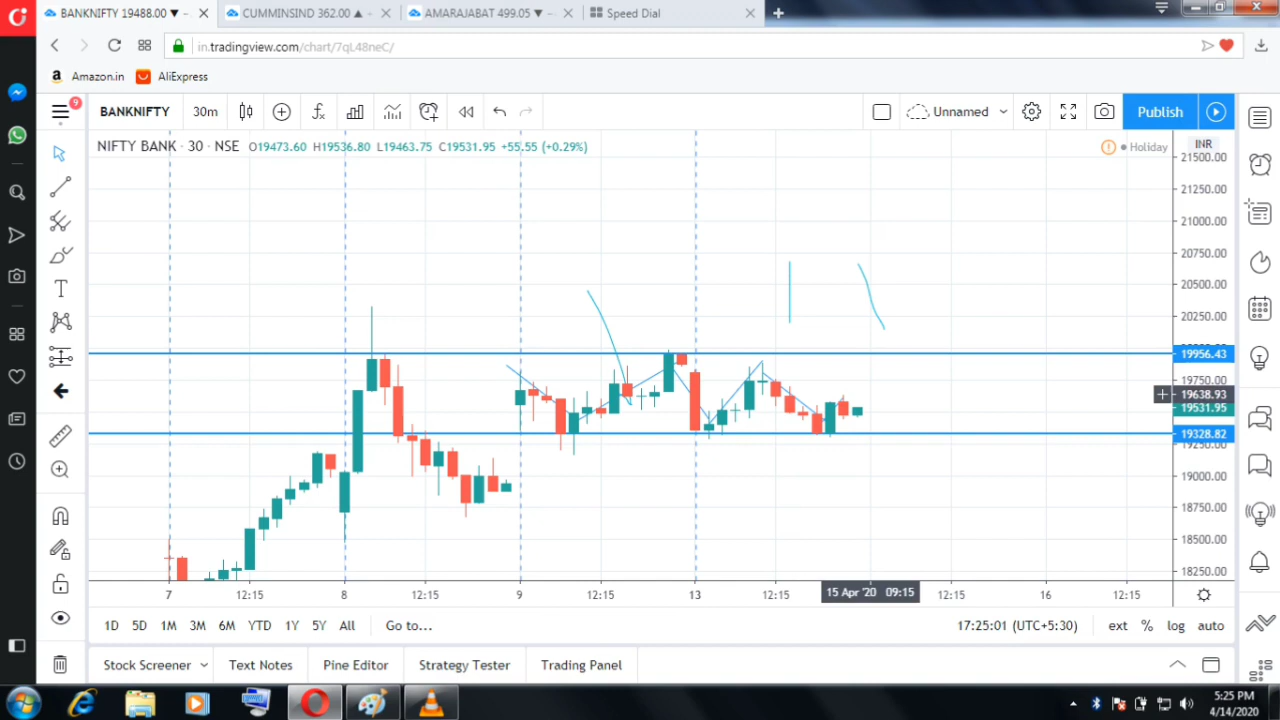 BANKNIFTY 19488.00 ▼ –
CUMMINSIND 362.00 ▲ –
AMARAJABAT 499.05 ▼ –
Speed Dial
in.tradingview.com/chart/7qL48neC/
Amazon.in AliExpress
9 BANKNIFTY 30m Unnamed Publish
NIFTY BANK · 30 · NSE O19473.60 H19536.80 L19463.75 C19531.95 +55.55 (+0.29%)
Holiday
INR
21500.00
21250.00
21000.00
20750.00
20500.00
20250.00
19956.43
19750.00
19638.93
19531.95
19328.82
19000.00
18750.00
18500.00
18250.00
7 12:15 8 12:15 9 12:15 13 12:15 15 Apr '20 09:15 12:15 16 12:15
1D 5D 1M 3M 6M YTD 1Y 5Y All Go to... 17:25:01 (UTC+5:30) ext % log auto
Stock Screener Text Notes Pine Editor Strategy Tester Trading Panel
5:25 PM
4/14/2020